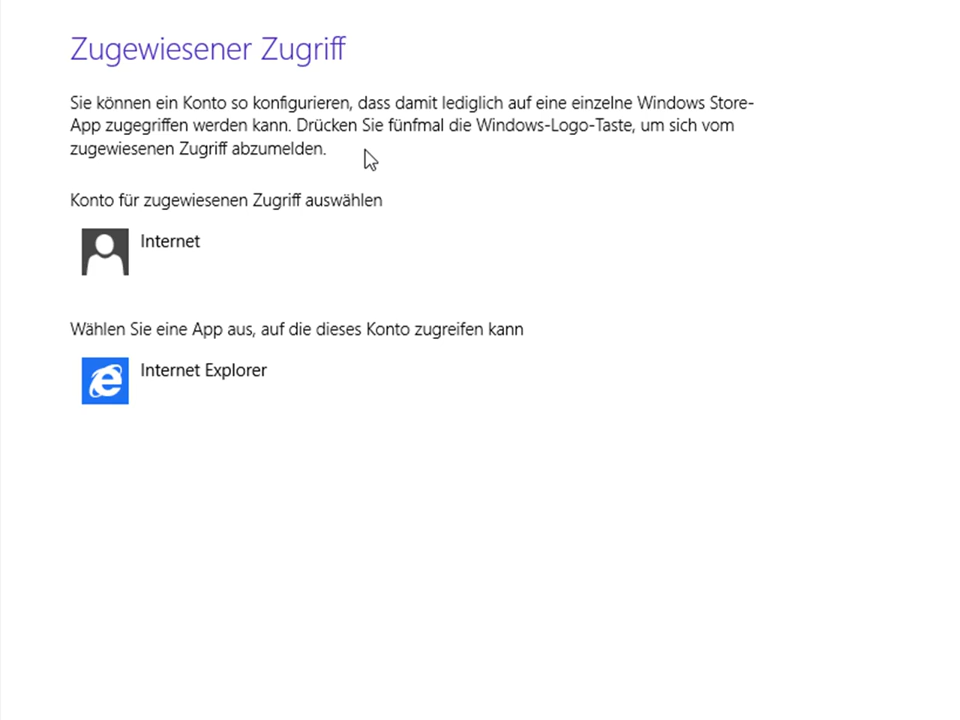 Zugewiesener Zugriff
Sie können ein Konto so konfigurieren, dass damit lediglich auf eine einzelne Windows Store-
App zugegriffen werden kann. Drücken Sie fünfmal die Windows-Logo-Taste, um sich vom
zugewiesenen Zugriff abzumelden.
Konto für zugewiesenen Zugriff auswählen
Internet
Wählen Sie eine App aus, auf die dieses Konto zugreifen kann
Internet Explorer